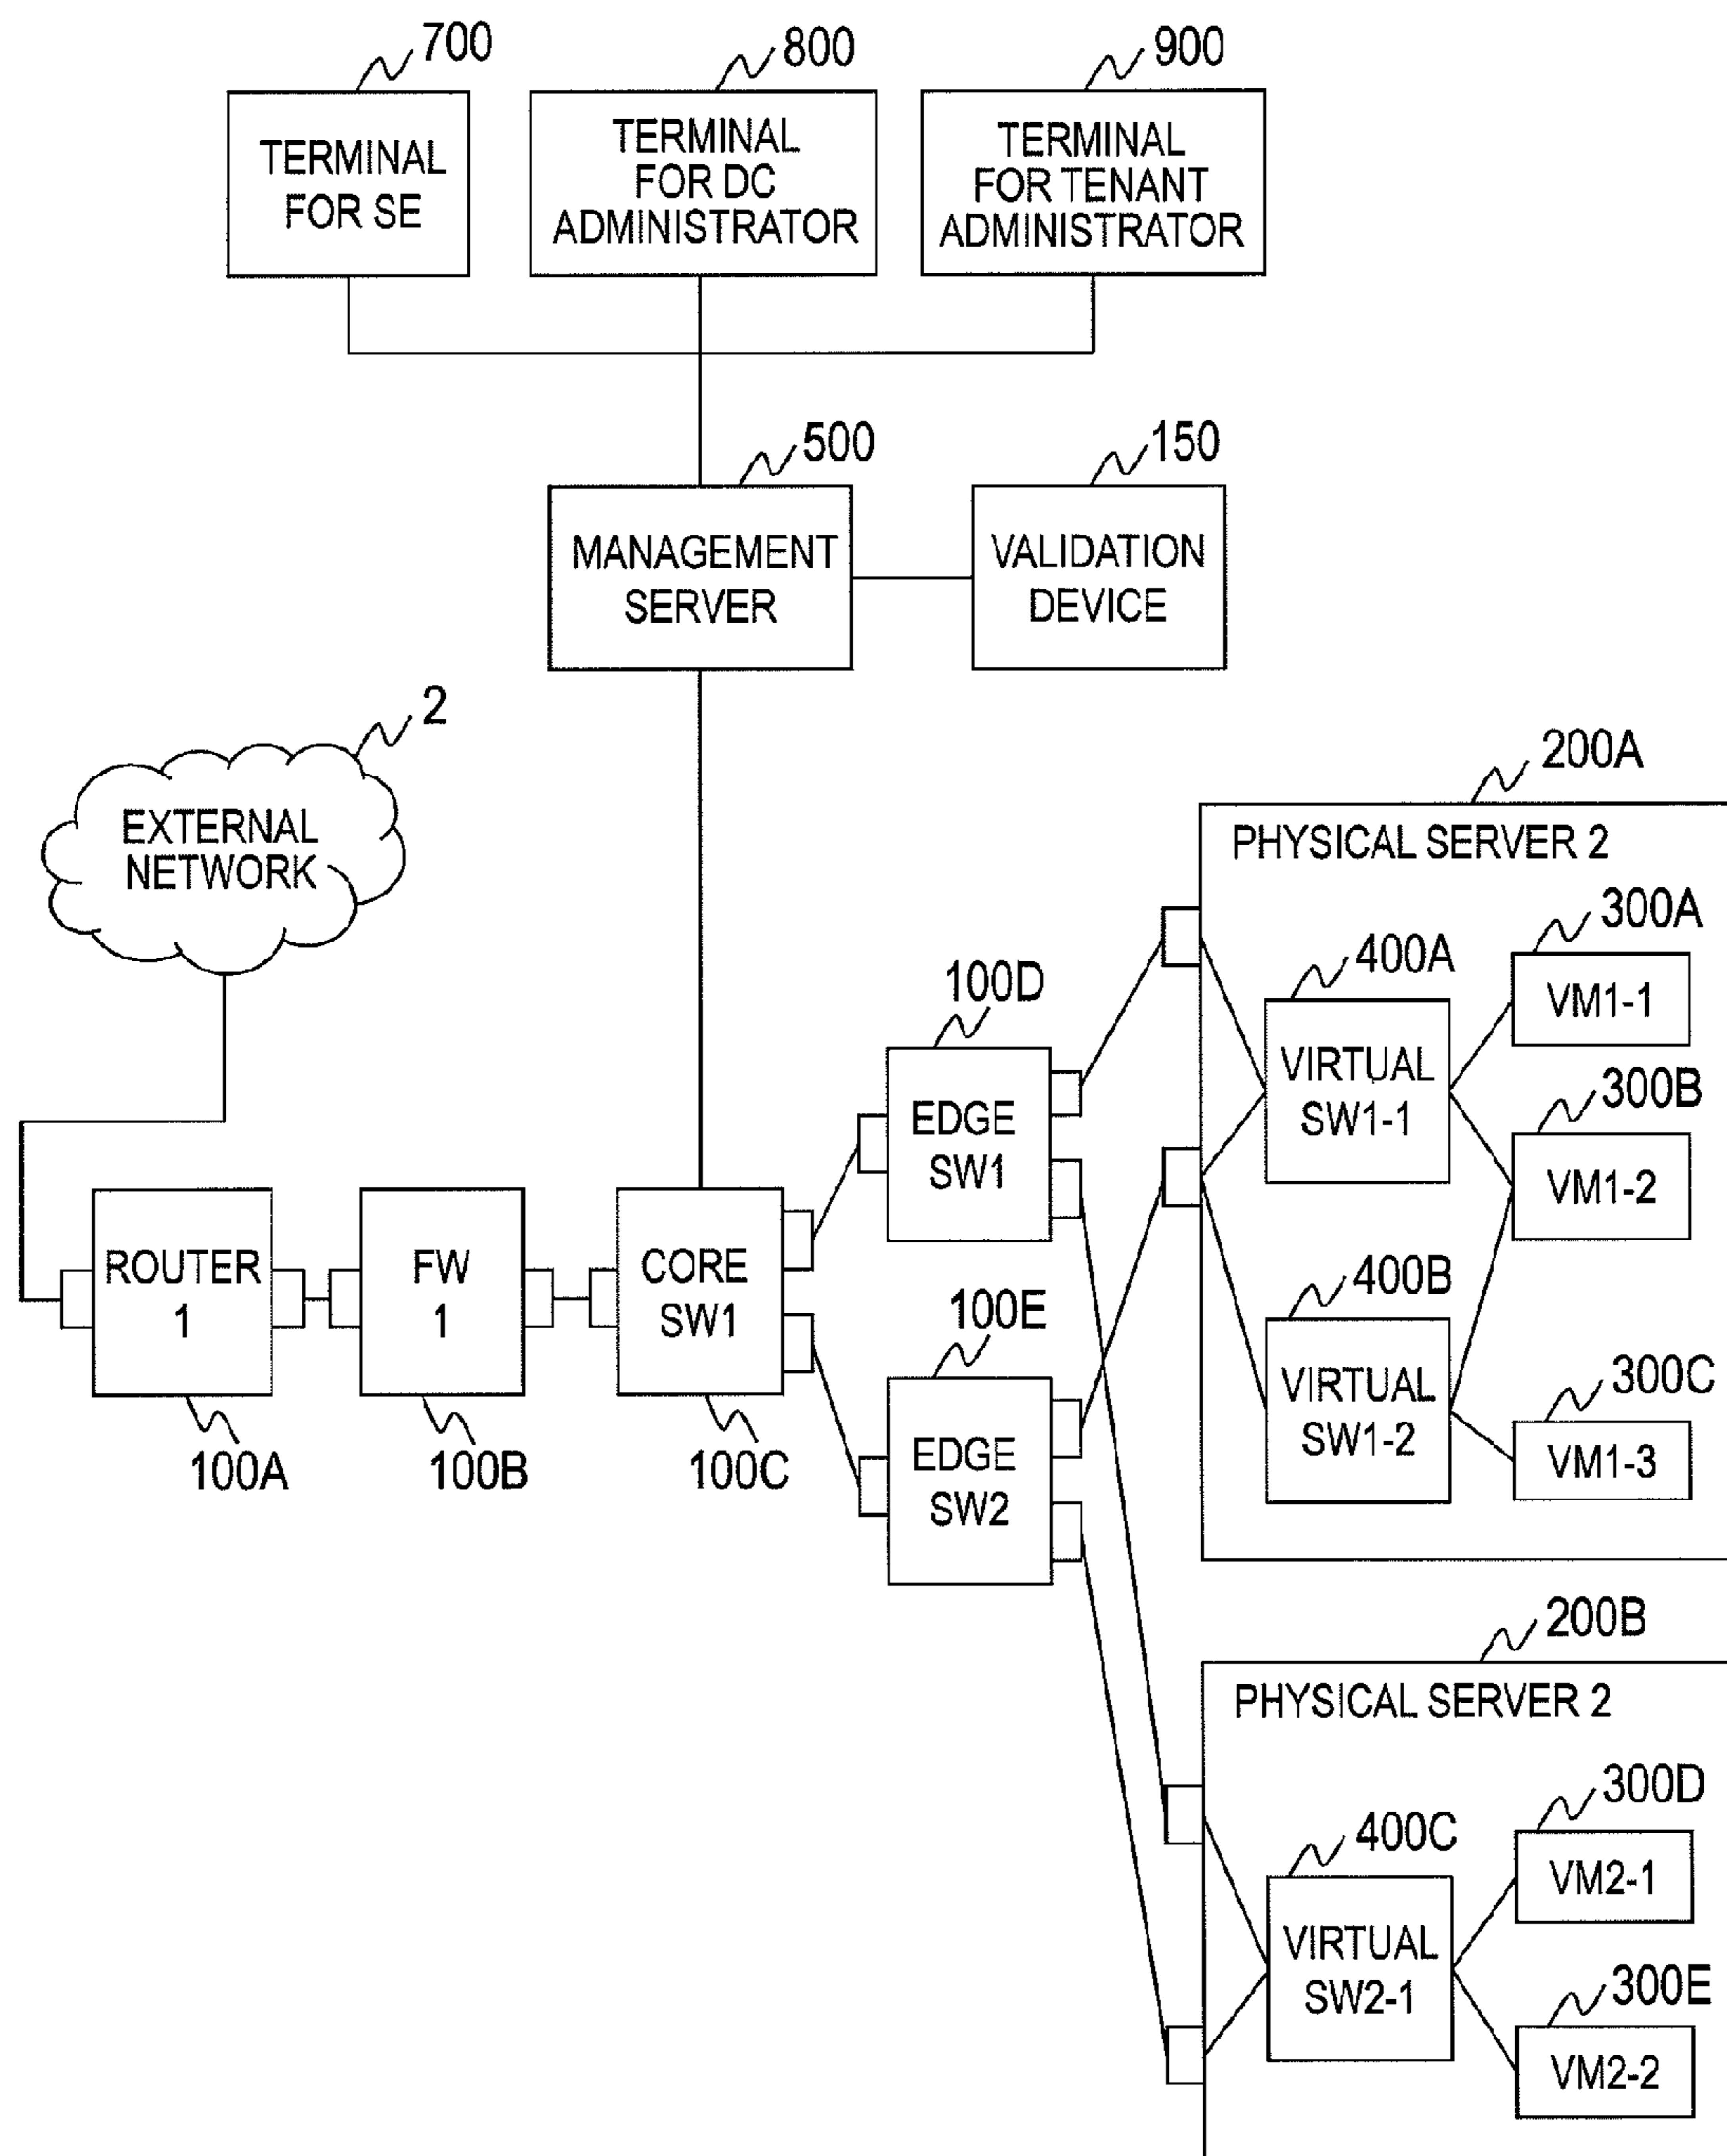 700
800
900
TERMINAL
FOR SE
TERMINAL
FOR DC
ADMINISTRATOR
TERMINAL
FOR TENANT
ADMINISTRATOR
500
150
MANAGEMENT
SERVER
VALIDATION
DEVICE
2
EXTERNAL
NETWORK
200A
PHYSICAL SERVER 2
300A
400A
VM1-1
100D
VIRTUAL
SW1-1
300B
VM1-2
EDGE
SW1
ROUTER
1
FW
1
CORE
SW1
400B
100E
VIRTUAL
SW1-2
300C
VM1-3
100A
100B
100C
EDGE
SW2
200B
PHYSICAL SERVER 2
300D
400C
VM2-1
VIRTUAL
SW2-1
300E
VM2-2